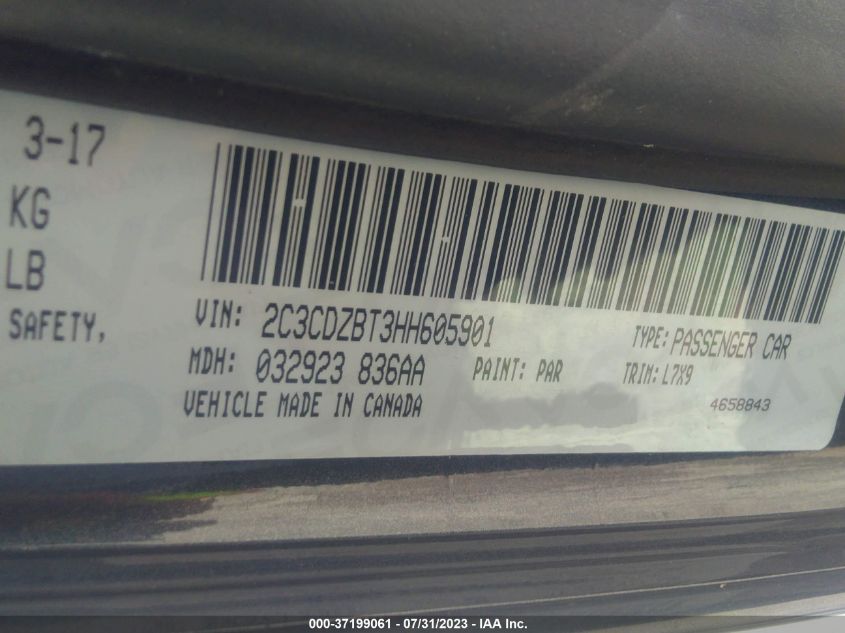 3-17
KG
LB
SAFETY,
VIN: 2C3CDZBT3HH605901
TYPE: PASSENGER CAR
MDH: 032923 836AA
PAINT: PAR
TRIM: L7X9
VEHICLE MADE IN CANADA
4658843
000-37199061 - 07/31/2023 - IAA Inc.